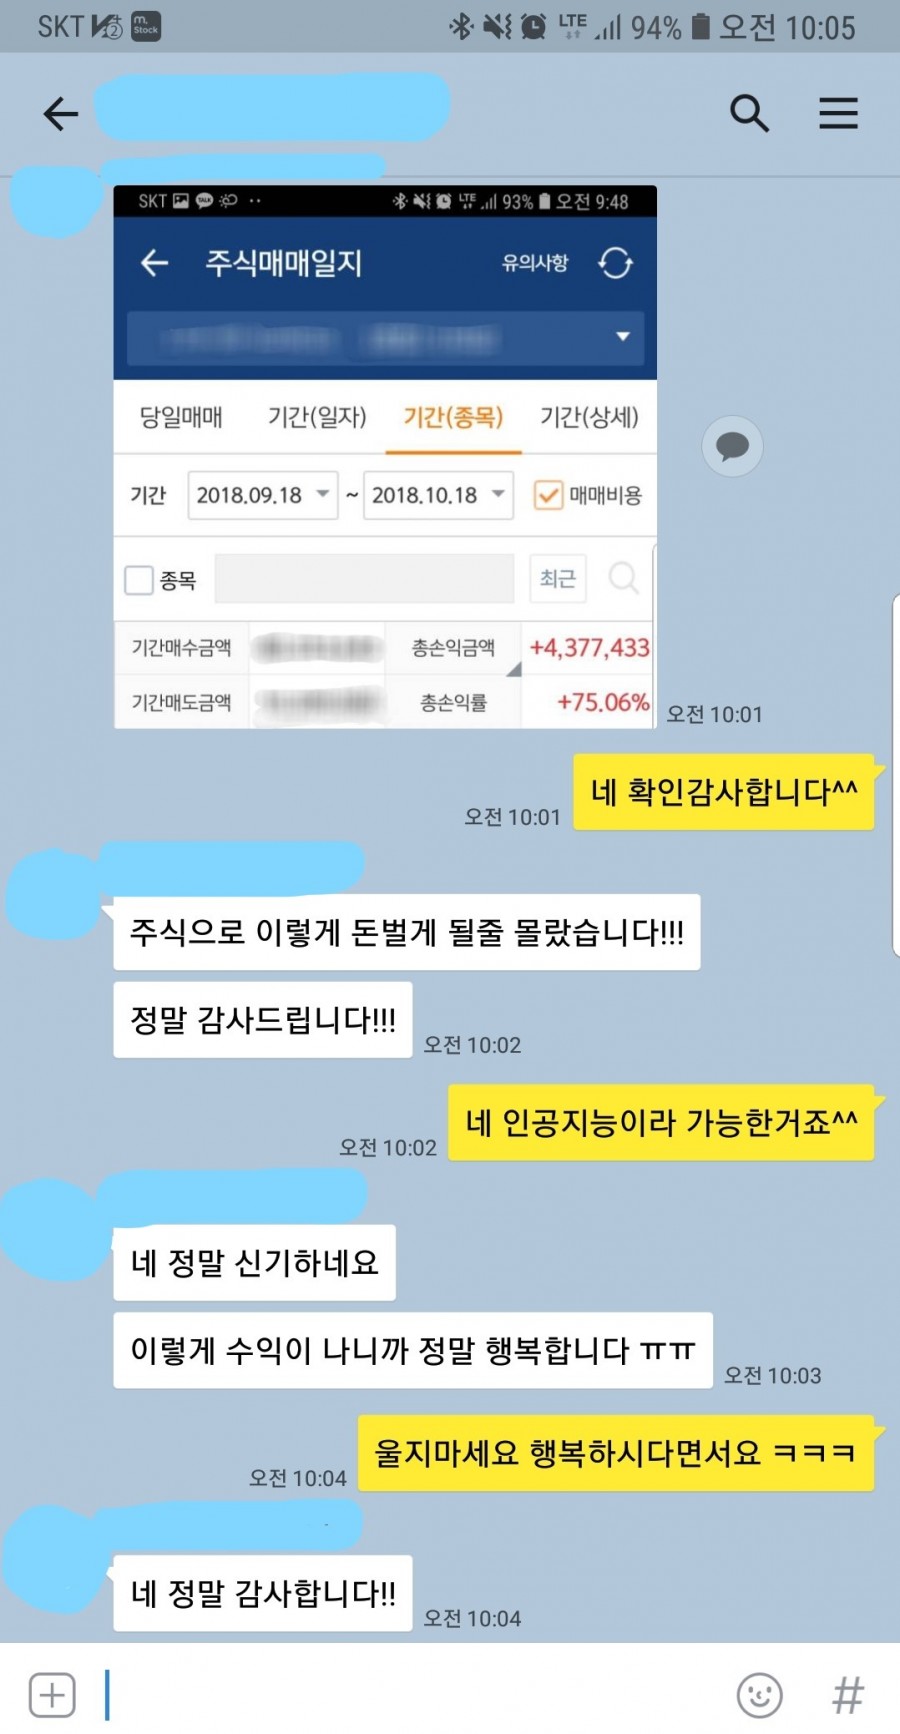 SKT m.Stock LTE 94% 오전 10:05
SKT TALK LTE 93% 오전 9:48
주식매매일지 유의사항
당일매매 기간(일자) 기간(종목) 기간(상세)
기간 2018.09.18 ~ 2018.10.18 매매비용
종목 최근
기간매수금액 총손익금액 +4,377,433
기간매도금액 총손익률 +75.06%
오전 10:01
네 확인감사합니다^^
오전 10:01
주식으로 이렇게 돈벌게 될줄 몰랐습니다!!!
정말 감사드립니다!!!
오전 10:02
네 인공지능이라 가능한거죠^^
오전 10:02
네 정말 신기하네요
이렇게 수익이 나니까 정말 행복합니다 ㅠㅠ
오전 10:03
울지마세요 행복하시다면서요 ㅋㅋㅋ
오전 10:04
네 정말 감사합니다!!
오전 10:04
#